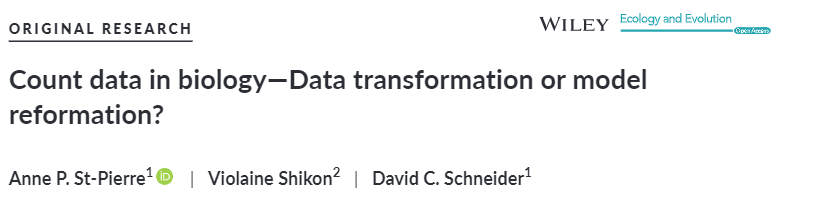 ORIGINAL RESEARCH
WILEY Ecology and Evolution
Open Access
Count data in biology—Data transformation or model
reformation?
Anne P. St-Pierre1 iD | Violaine Shikon2 | David C. Schneider1